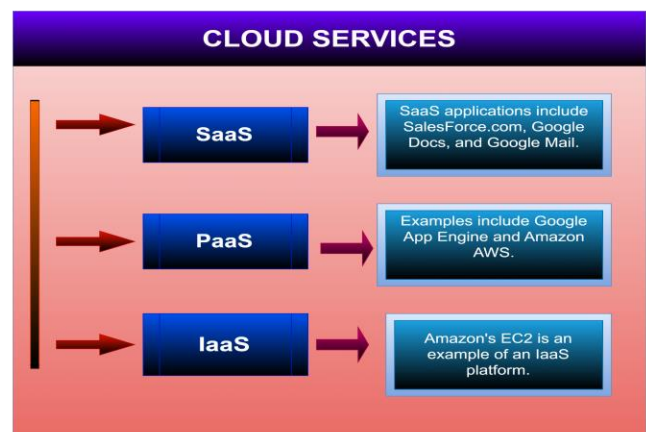 CLOUD SERVICES
SaaS
SaaS applications include
SalesForce.com, Google
Docs, and Google Mail.
PaaS
Examples include Google
App Engine and Amazon
AWS.
IaaS
Amazon's EC2 is an
example of an IaaS
platform.